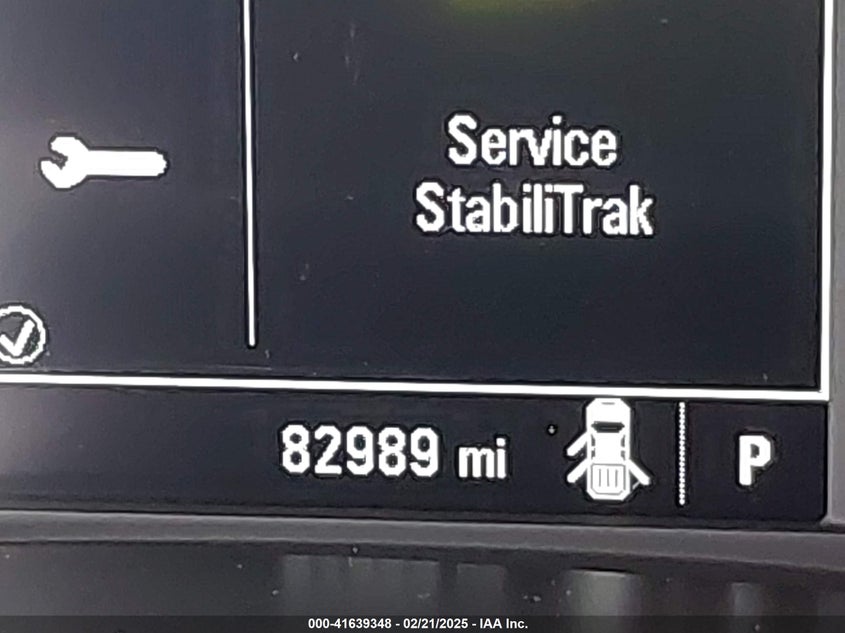 Service
StabiliTrak
82989 mi
P
000-41639348 - 02/21/2025 - IAA Inc.